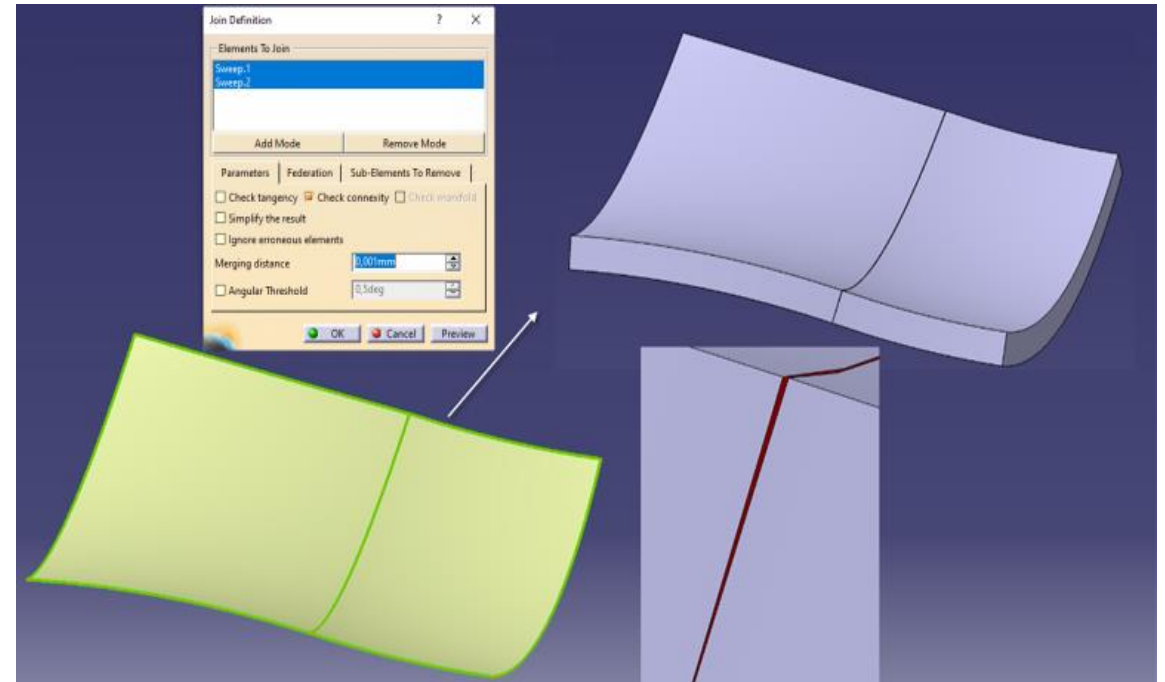 Join Definition ? X
Elements To Join
Sweep.1
Sweep.2
Add Mode Remove Mode
Parameters Federation Sub-Elements To Remove
Check tangency Check connexity Check manifold
Simplify the result
Ignore erroneous elements
Merging distance 0,001mm
Angular Threshold 0,5deg
OK Cancel Preview